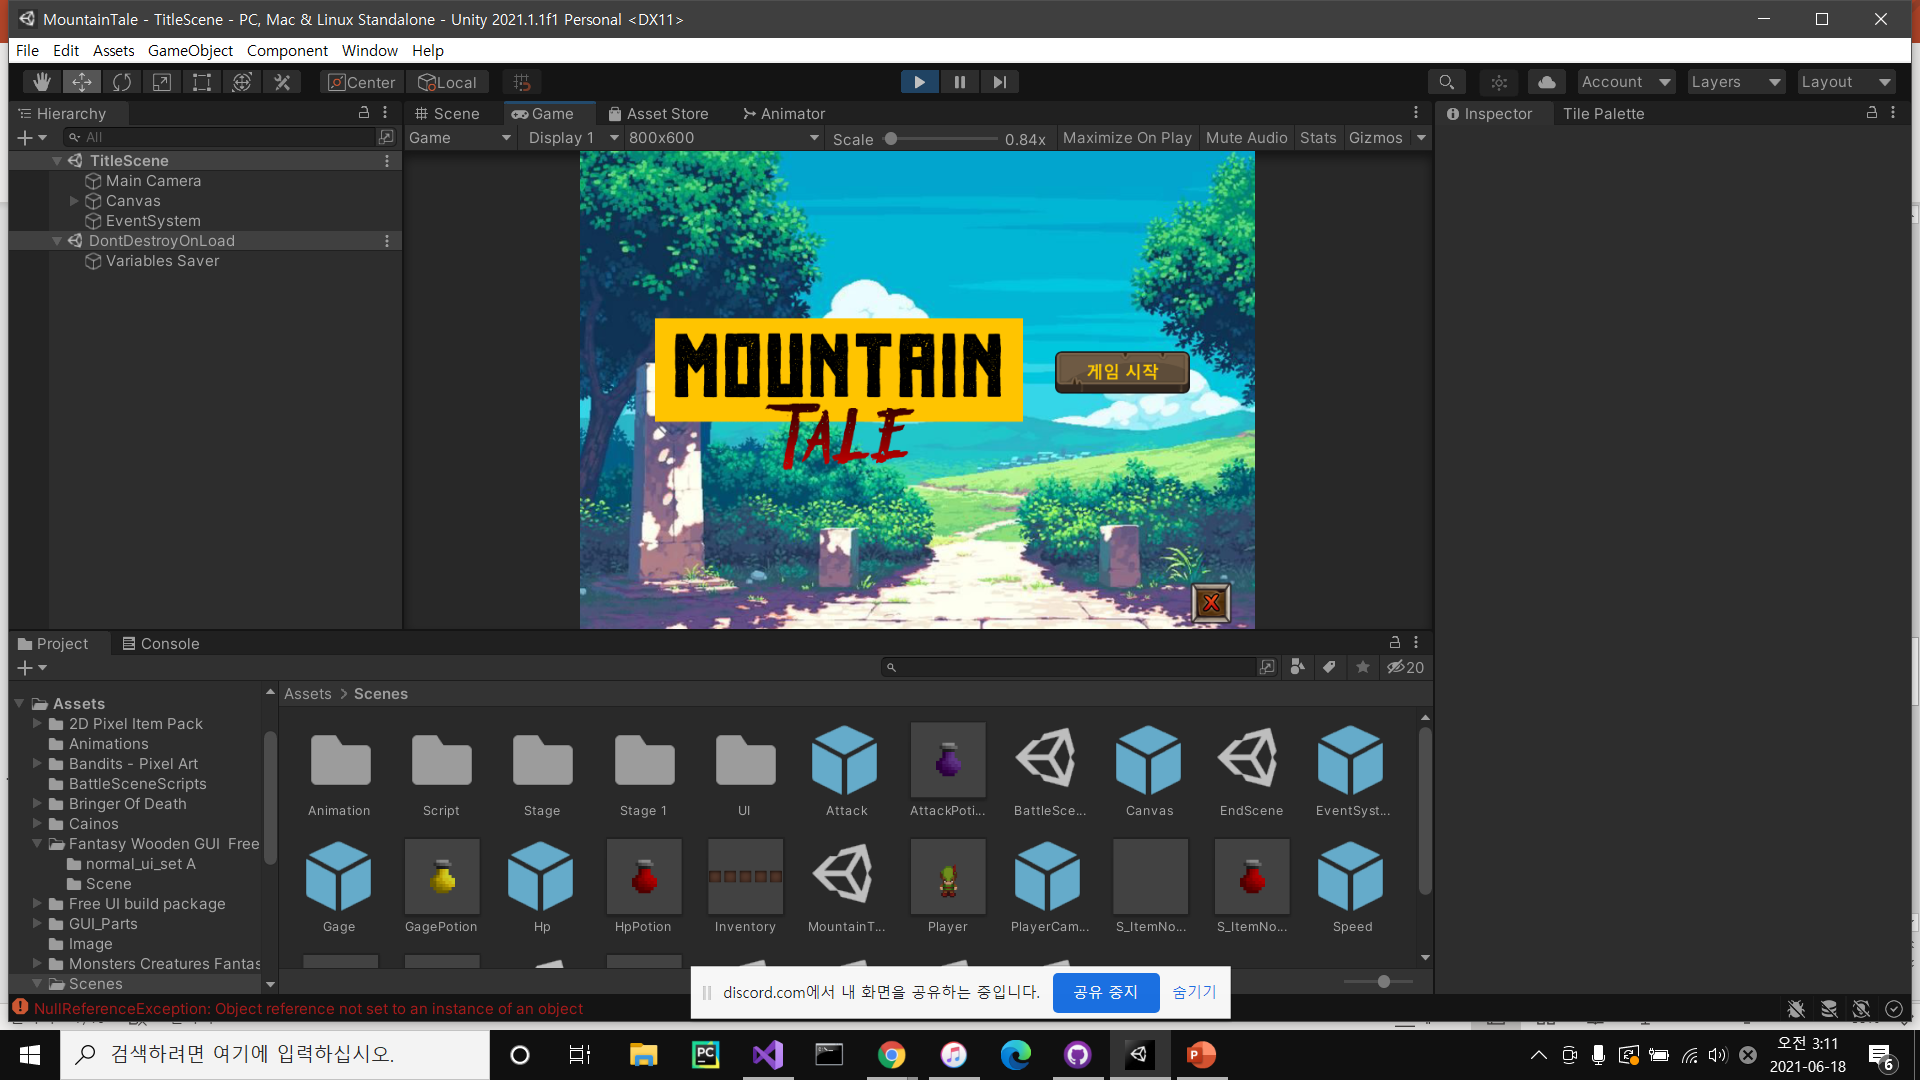 MountainTale - TitleScene - PC, Mac & Linux Standalone - Unity 2021.1.1f1 Personal <DX11>
File Edit Assets GameObject Component Window Help
Center Local Account Layers Layout
Hierarchy
All
TitleScene
Main Camera
Canvas
EventSystem
DontDestroyOnLoad
Variables Saver
Scene Game Asset Store Animator
Game Display 1 800x600 Scale 0.84x Maximize On Play Mute Audio Stats Gizmos
MOUNTAIN
TALE
게임 시작
X
Inspector Tile Palette
Project Console
20
Assets
2D Pixel Item Pack
Animations
Bandits - Pixel Art
BattleSceneScripts
Bringer Of Death
Cainos
Fantasy Wooden GUI Free
normal_ui_set A
Scene
Free UI build package
GUI_Parts
Image
Monsters Creatures Fantas
Scenes
Assets > Scenes
Animation Script Stage Stage 1 UI Attack AttackPoti... BattleSce... Canvas EndScene EventSyst...
Gage GagePotion Hp HpPotion Inventory MountainT... Player PlayerCam... S_ItemNo... S_ItemNo... Speed
NullReferenceException: Object reference not set to an instance of an object
discord.com에서 내 화면을 공유하는 중입니다. 공유 중지 숨기기
검색하려면 여기에 입력하십시오.
PC
P
오전 3:11
2021-06-18
6